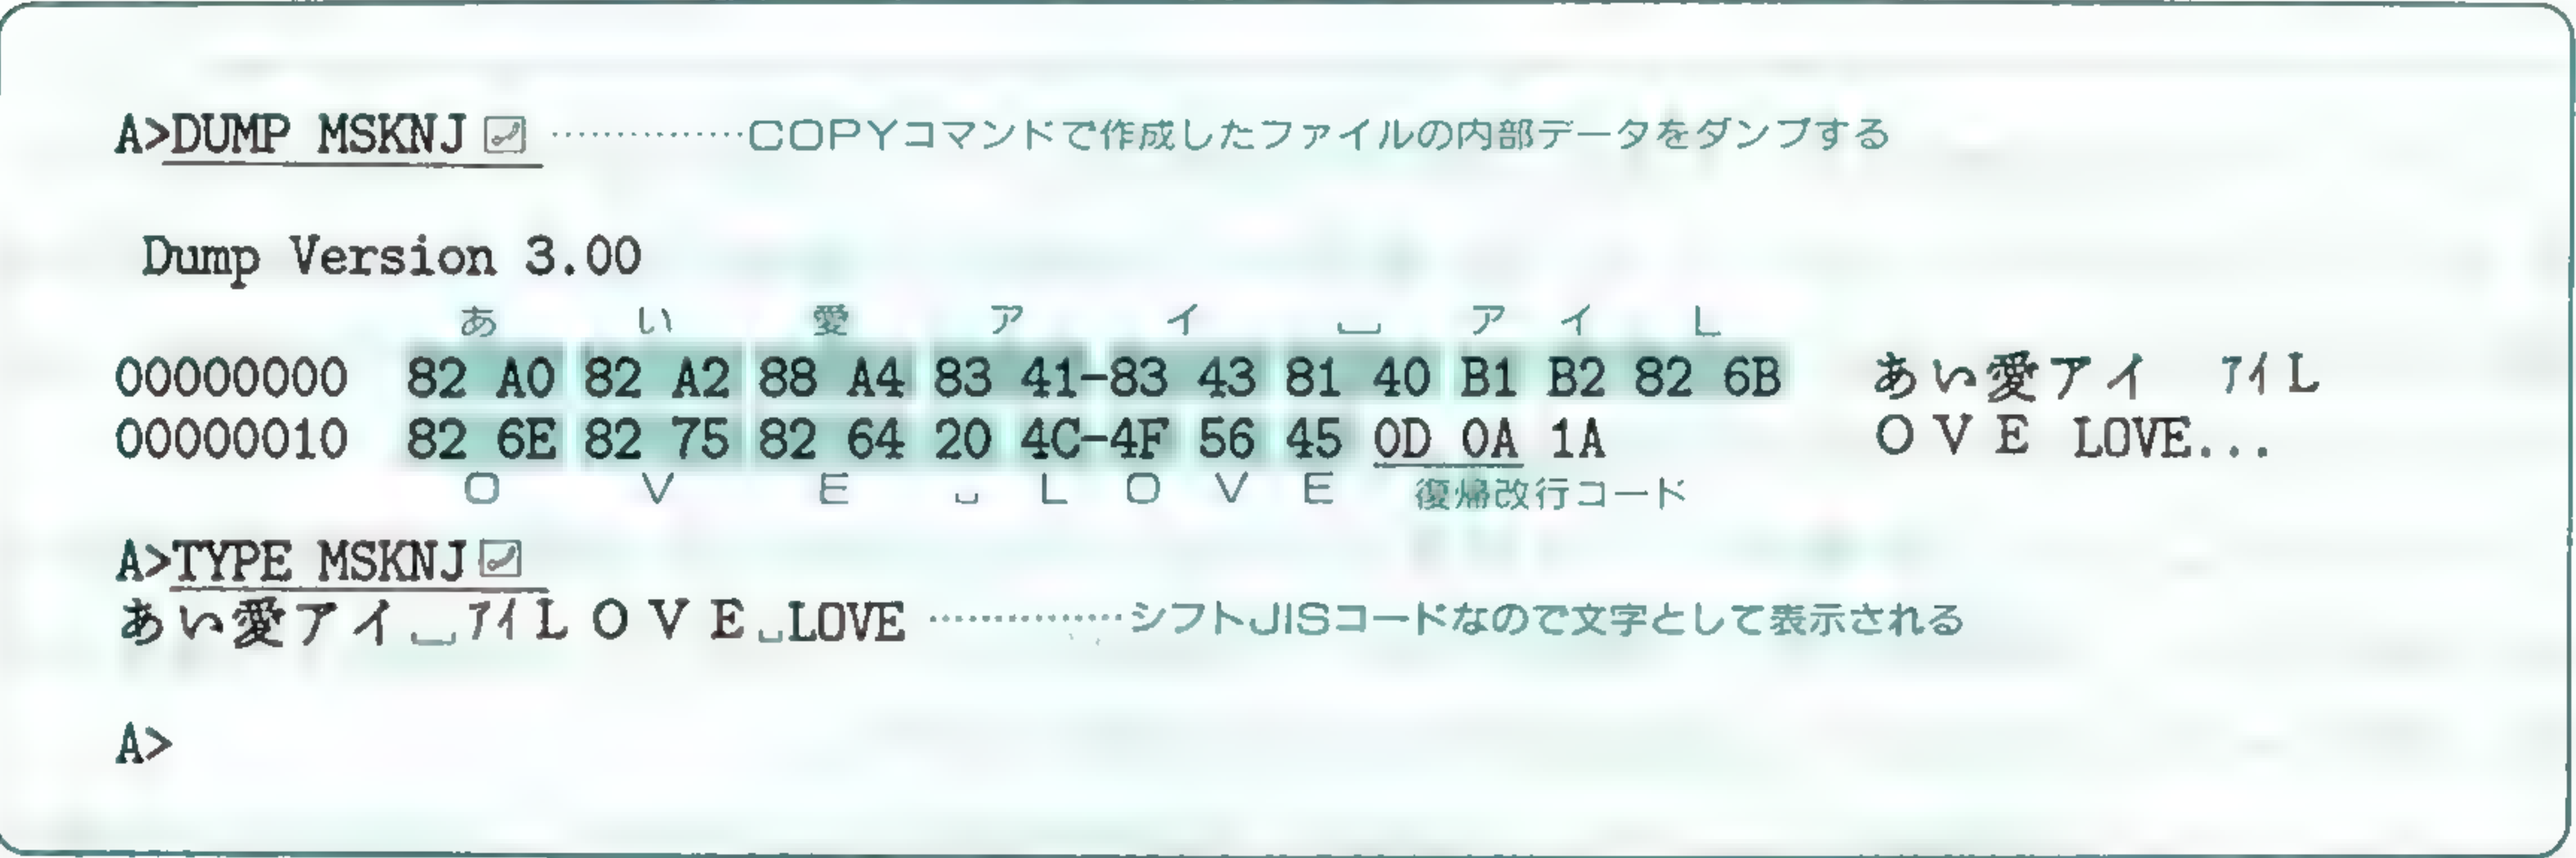 A>DUMP MSKNJ ……………COPYコマンドで作成したファイルの内部データをダンプする
Dump Version 3.00
あ い 愛 ア イ ␣ ア イ L
00000000 82 A0 82 A2 88 A4 83 41-83 43 81 40 B1 B2 82 6B あい愛アイ　ｱｲＬ
00000010 82 6E 82 75 82 64 20 4C-4F 56 45 0D 0A 1A ＯＶＥ LOVE...
O V E ␣ L O V E 復帰改行コード
A>TYPE MSKNJ
あい愛アイ␣ｱｲＬＯＶＥ␣LOVE ……………シフトJISコードなので文字として表示される
A>